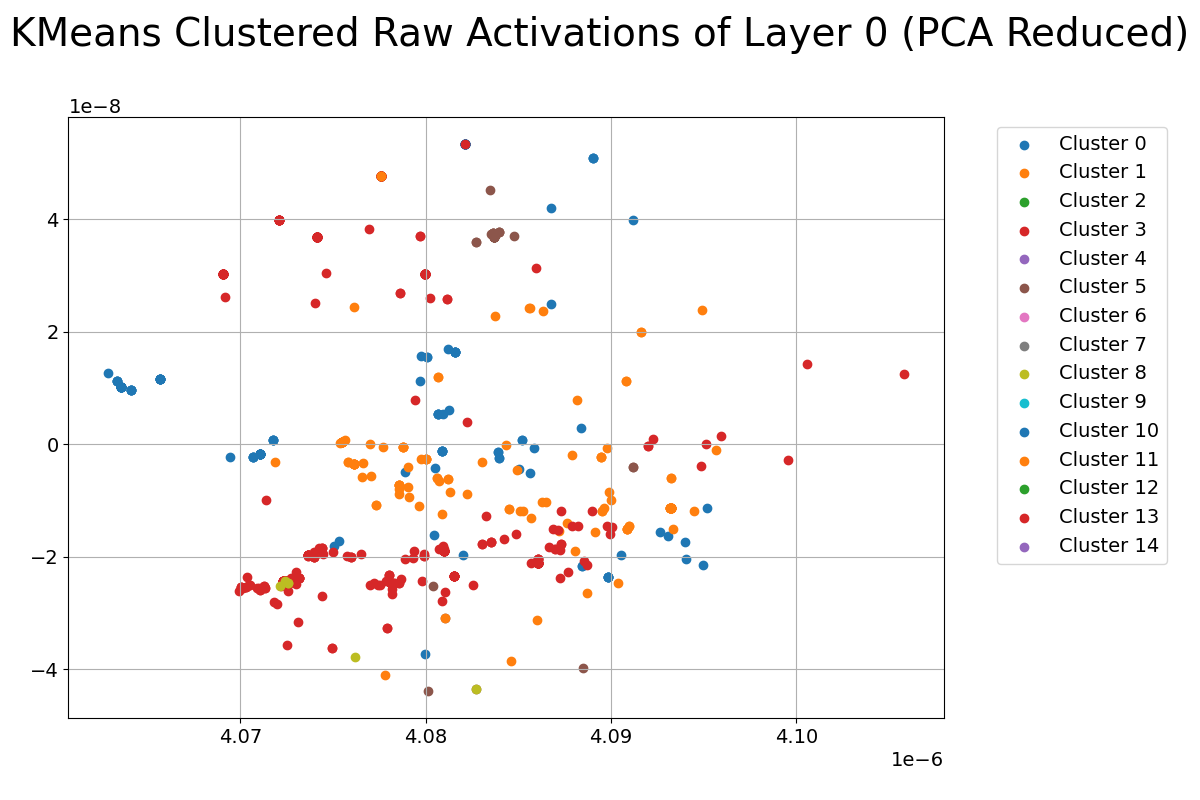 KMeans Clustered Raw Activations of Layer 0 (PCA Reduced)
1e−8
4
2
0
−2
−4
4.07 4.08 4.09 4.10
1e−6
Cluster 0
Cluster 1
Cluster 2
Cluster 3
Cluster 4
Cluster 5
Cluster 6
Cluster 7
Cluster 8
Cluster 9
Cluster 10
Cluster 11
Cluster 12
Cluster 13
Cluster 14